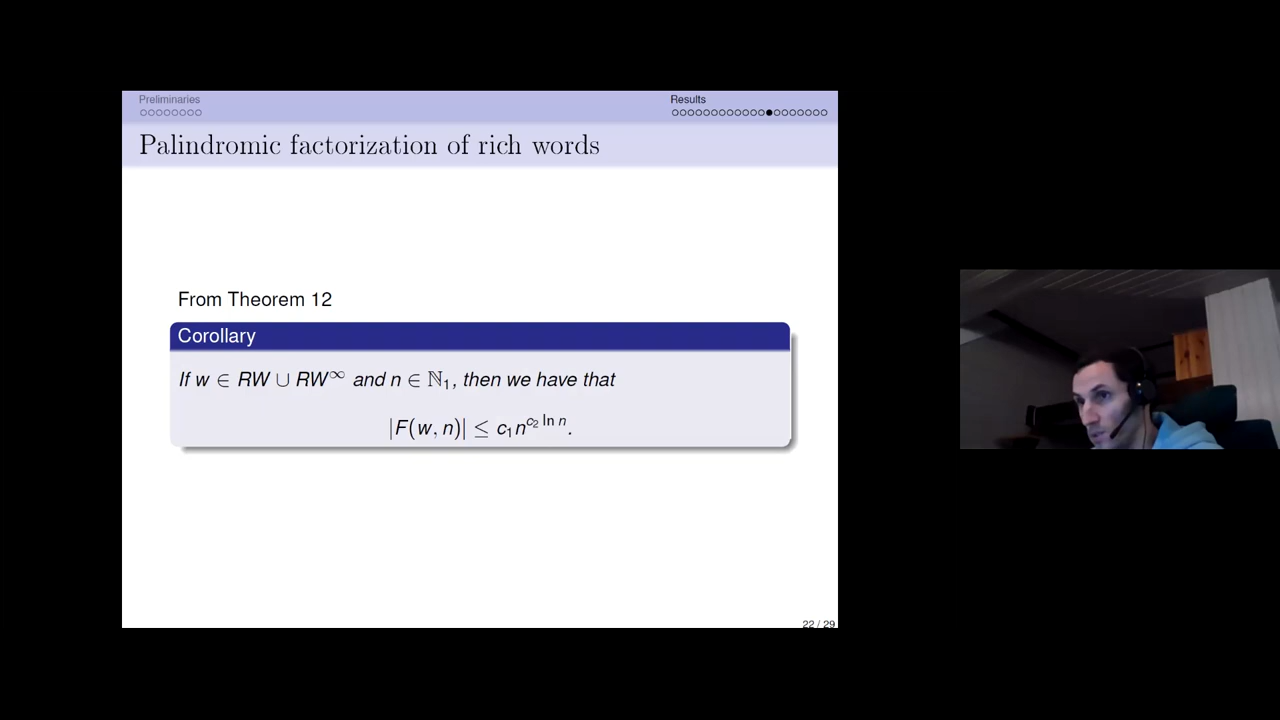 Preliminaries
Results
Palindromic factorization of rich words
From Theorem 12
Corollary
If w ∈ RW ∪ RW^∞ and n ∈ ℕ₁, then we have that
|F(w, n)| ≤ c₁n^{c₂ ln n}.
22 / 29